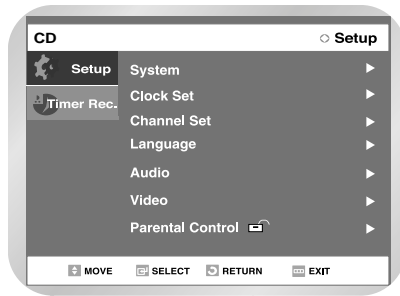 CD Setup
Setup
Timer Rec.
System
Clock Set
Channel Set
Language
Audio
Video
Parental Control
MOVE SELECT RETURN EXIT